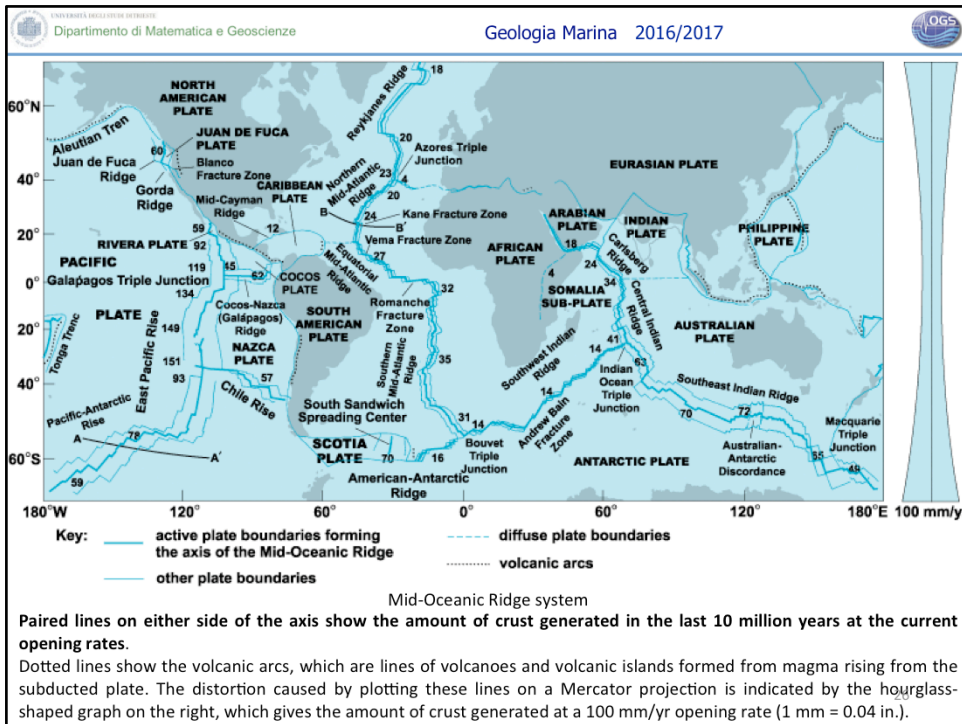 UNIVERSITÀ DEGLI STUDI DI TRIESTE
Dipartimento di Matematica e Geoscienze
Geologia Marina 2016/2017
OGS
60°N
40°
20°
0°
20°
40°
60°S
180°W
120°
60°
0°
60°
120°
180°E
100 mm/y
NORTH
AMERICAN
PLATE
Aleutian Tren
JUAN DE FUCA
PLATE
60
Juan de Fuca
Ridge
Blanco
Fracture Zone
Gorda
Ridge
Mid-Cayman
Ridge
CARIBBEAN
PLATE
12
59
RIVERA PLATE
92
PACIFIC
119
45
62
COCOS
PLATE
Galápagos Triple Junction
134
Cocos-Nazca
(Galápagos)
Ridge
PLATE
149
NAZCA
PLATE
SOUTH
AMERICAN
PLATE
Tonga Trenc
East Pacific Rise
151
93
57
Chile Rise
Pacific-Antarctic
Rise
A
78
A'
59
Reykjanes Ridge
18
20
Azores Triple
Junction
Northern
Mid-Atlantic
Ridge
23
4
20
B
24
B'
Kane Fracture Zone
Vema Fracture Zone
27
Equatorial
Mid-Atlantic
Ridge
32
Romanche
Fracture
Zone
Southern
Mid-Atlantic
Ridge
35
South Sandwich
Spreading Center
31
14
SCOTIA
PLATE
70
16
Bouvet
Triple
Junction
American-Antarctic
Ridge
EURASIAN PLATE
ARABIAN
PLATE
INDIAN
PLATE
PHILIPPINE
PLATE
AFRICAN
PLATE
18
Carlsberg
Ridge
24
4
34
SOMALIA
SUB-PLATE
Central Indian
Ridge
AUSTRALIAN
PLATE
Southwest Indian
Ridge
14
41
63
Indian
Ocean
Triple
Junction
14
Andrew Bain
Fracture
Zone
Southeast Indian Ridge
70
72
Australian-
Antarctic
Discordance
Macquarie
Triple
Junction
49
ANTARCTIC PLATE
Key:
active plate boundaries forming
the axis of the Mid-Oceanic Ridge
other plate boundaries
diffuse plate boundaries
volcanic arcs
Mid-Oceanic Ridge system
Paired lines on either side of the axis show the amount of crust generated in the last 10 million years at the current
opening rates.
Dotted lines show the volcanic arcs, which are lines of volcanoes and volcanic islands formed from magma rising from the
subducted plate. The distortion caused by plotting these lines on a Mercator projection is indicated by the hourglass-
shaped graph on the right, which gives the amount of crust generated at a 100 mm/yr opening rate (1 mm = 0.04 in.).